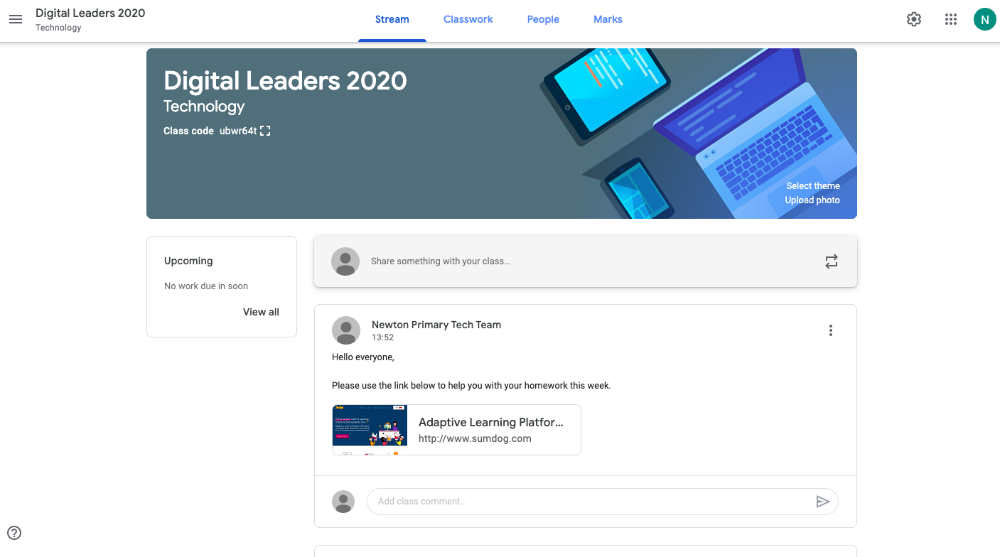 Digital Leaders 2020
Technology
Stream
Classwork
People
Marks
N
Digital Leaders 2020
Technology
Class code ubwr64t
Select theme
Upload photo
Upcoming
No work due in soon
View all
Share something with your class...
Newton Primary Tech Team
13:52
Hello everyone,
Please use the link below to help you with your homework this week.
Adaptive Learning Platfor...
http://www.sumdog.com
Add class comment...